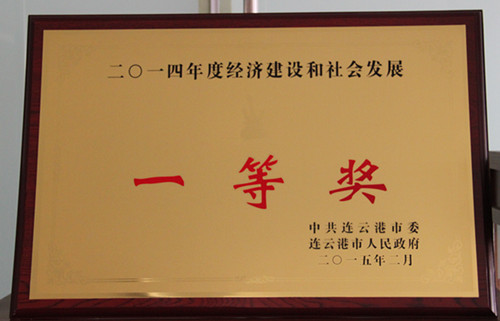 二〇一四年度经济建设和社会发展
一等奖
中共连云港市委
连云港市人民政府
二〇一五年二月